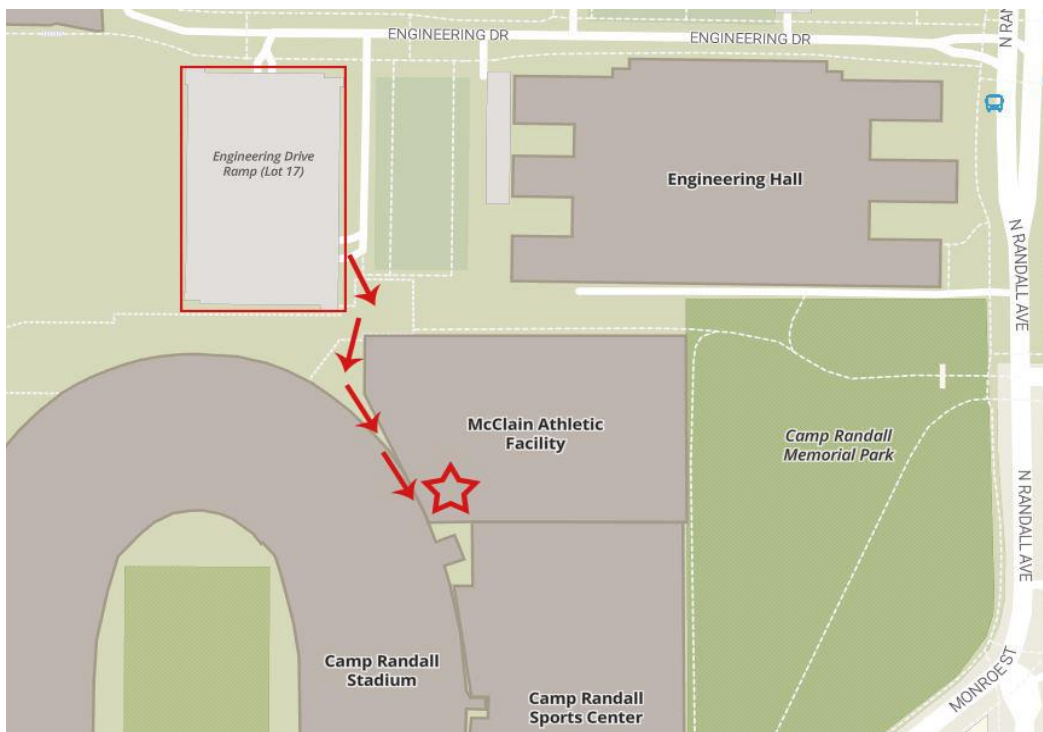 ENGINEERING DR
ENGINEERING DR
N RAN
Engineering Drive
Ramp (Lot 17)
Engineering Hall
N RANDALL AVE
McClain Athletic
Facility
Camp Randall
Memorial Park
N RANDALL AVE
Camp Randall
Stadium
Camp Randall
Sports Center
MONROE ST